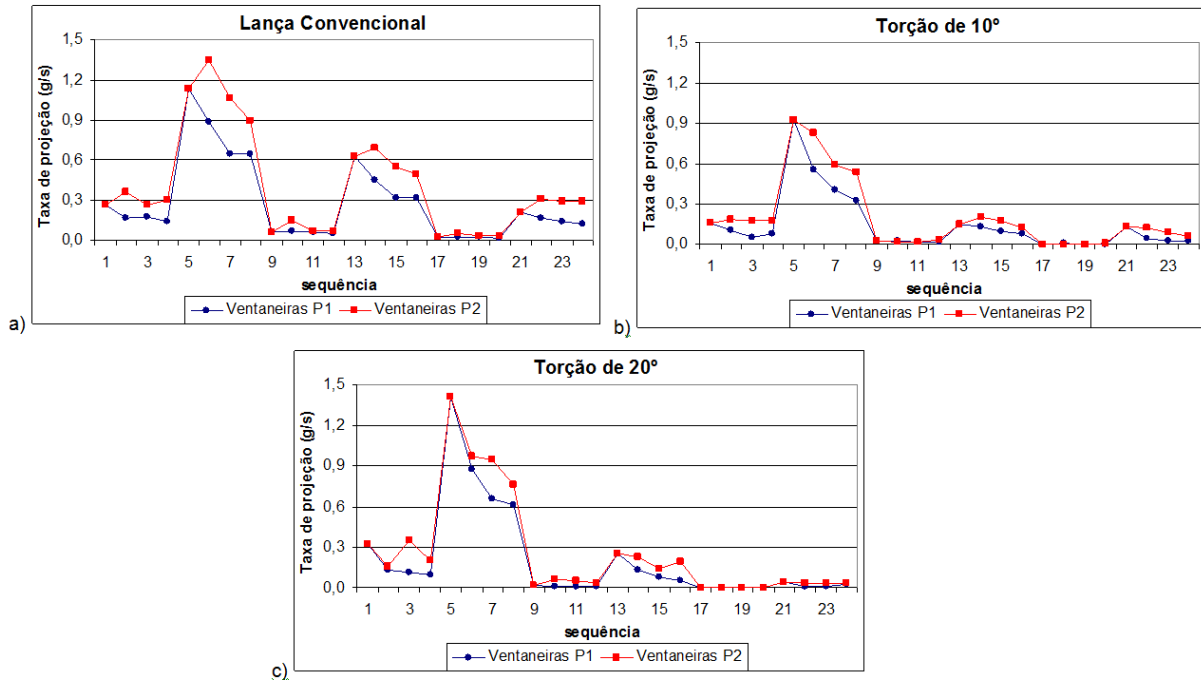 Lança Convencional
Taxa de projeção (g/s)
1,5
1,2
0,9
0,6
0,3
0,0
1 3 5 7 9 11 13 15 17 19 21 23
sequência
Ventaneiras P1 Ventaneiras P2
a)
Torção de 10º
Taxa de projeção (g/s)
1,5
1,2
0,9
0,6
0,3
0,0
1 3 5 7 9 11 13 15 17 19 21 23
sequência
Ventaneiras P1 Ventaneiras P2
b)
Torção de 20º
Taxa de projeção (g/s)
1,5
1,2
0,9
0,6
0,3
0,0
1 3 5 7 9 11 13 15 17 19 21 23
sequência
Ventaneiras P1 Ventaneiras P2
c)